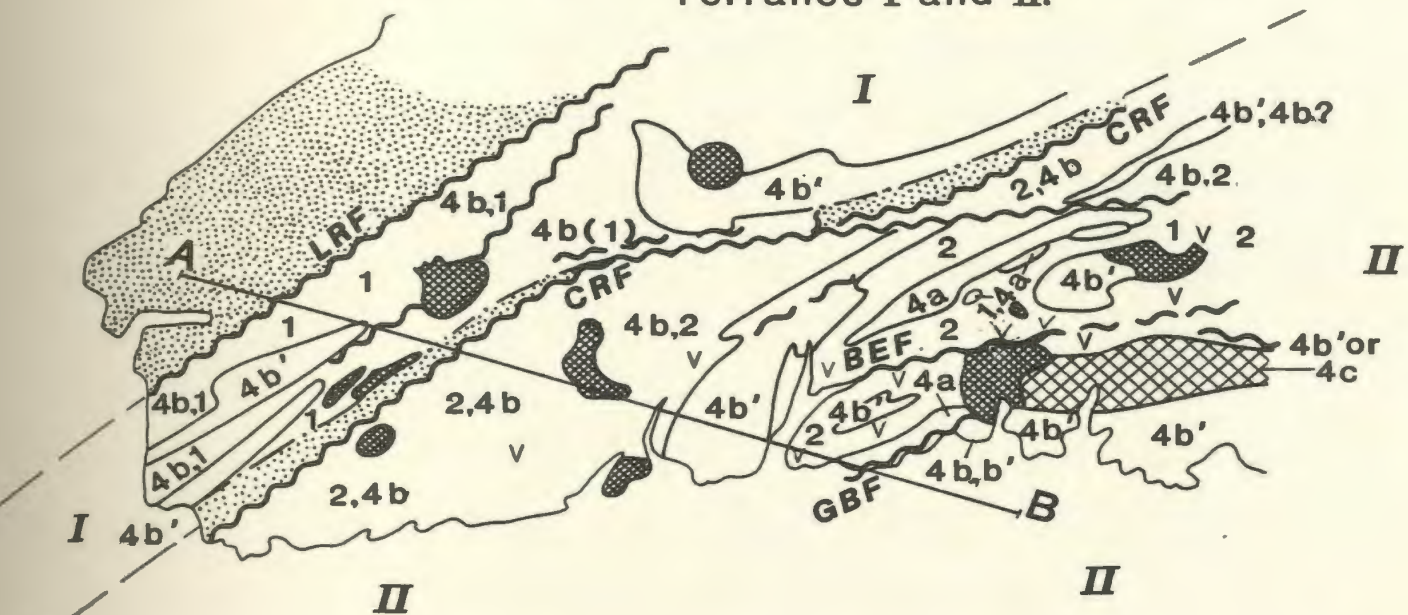 Terranes I and II.
I
CRF
4b',4b?
4b'
2,4b
4b,2
4b,1
LRF
4b(1)
A
2
1 v 2
II
1
CRF
4a
1,4a
4b'
v
1
4b,2
v
2
v
v
v
BEF
v
4b' or
4c
4b'
4b,1
2,4b
4b'
4a
v
4b"
v
4b'
4b'
1
4b,1
v
2
v
2,4b
4b,b'
GBF
B
I
4b'
II
II